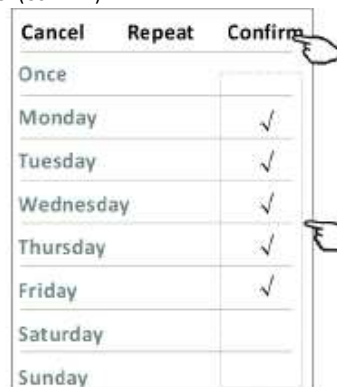 Cancel Repeat Confirm
Once
Monday √
Tuesday √
Wednesday √
Thursday √
Friday √
Saturday
Sunday